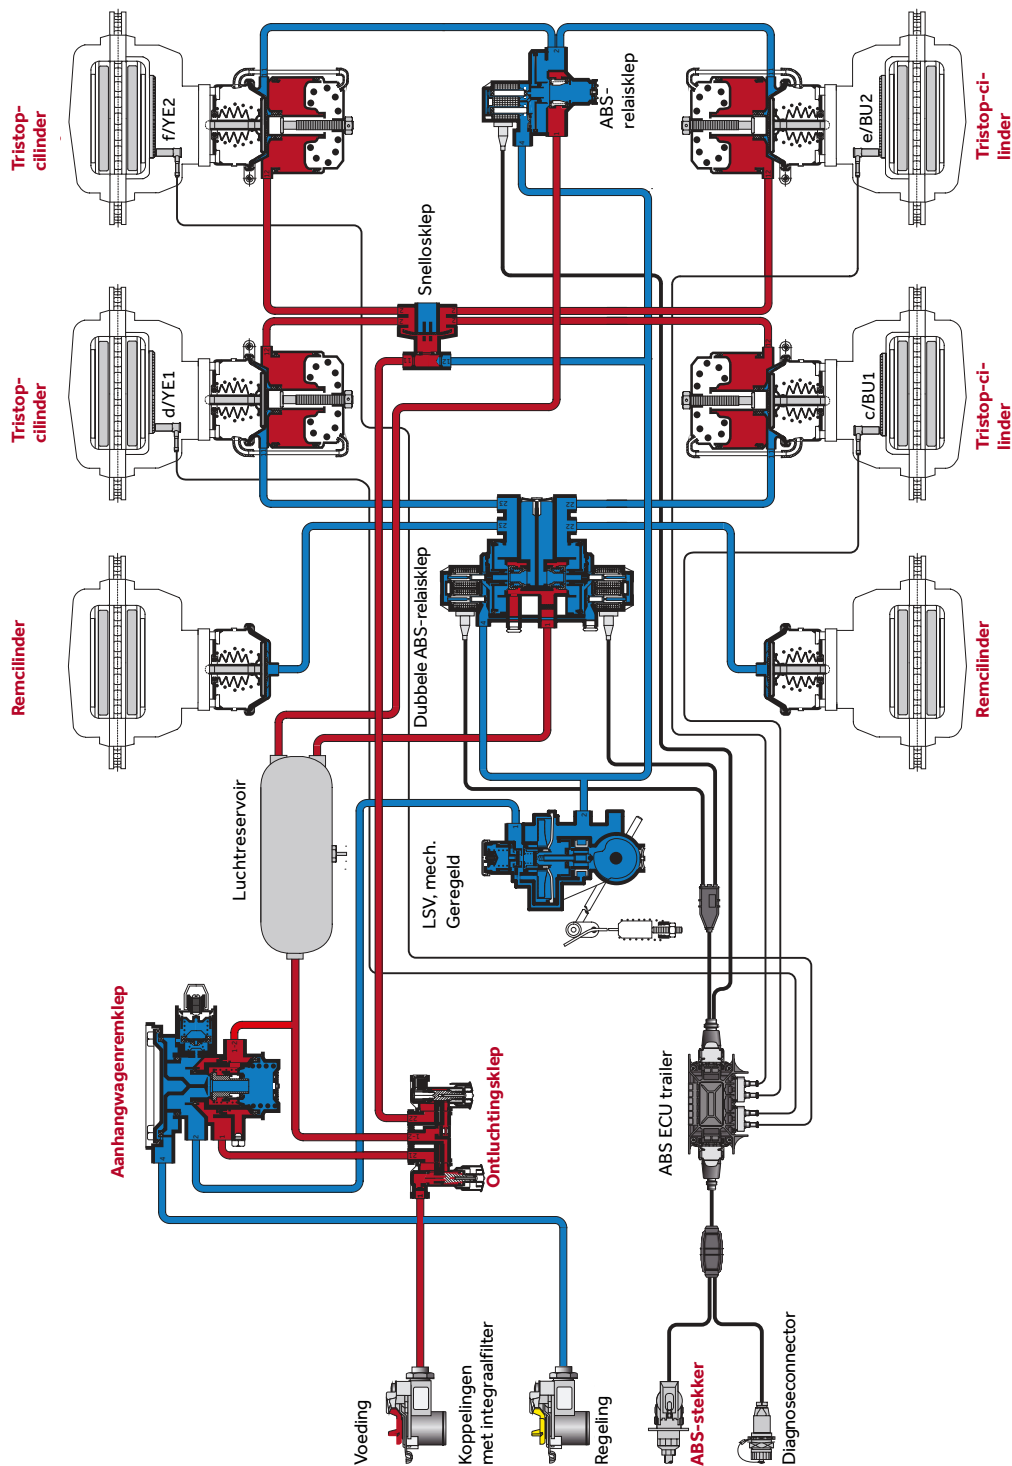 Tristop-
cilinder
f/YE2
ABS-
relaisklep
e/BU2
Tristop-ci-
linder
Snellosklep
Tristop-
cilinder
d/YE1
c/BU1
Tristop-ci-
linder
Remcilinder
Dubbele ABS-relaisklep
Remcilinder
Luchtreservoir
LSV, mech.
Geregeld
Aanhangwagenremklep
Ontluchtingsklep
ABS ECU trailer
Voeding
Koppelingen
met integraalfilter
Regeling
ABS-stekker
Diagnoseconnector